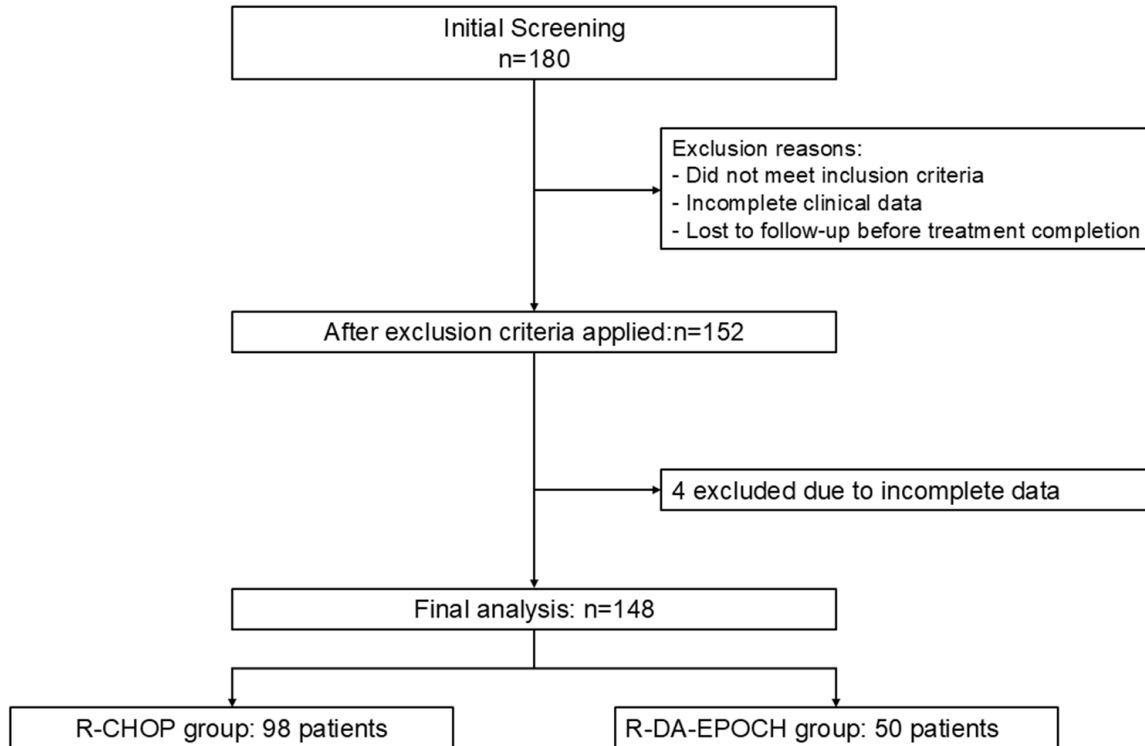 Initial Screening
n=180
Exclusion reasons:
- Did not meet inclusion criteria
- Incomplete clinical data
- Lost to follow-up before treatment completion
After exclusion criteria applied:n=152
4 excluded due to incomplete data
Final analysis: n=148
R-CHOP group: 98 patients
R-DA-EPOCH group: 50 patients